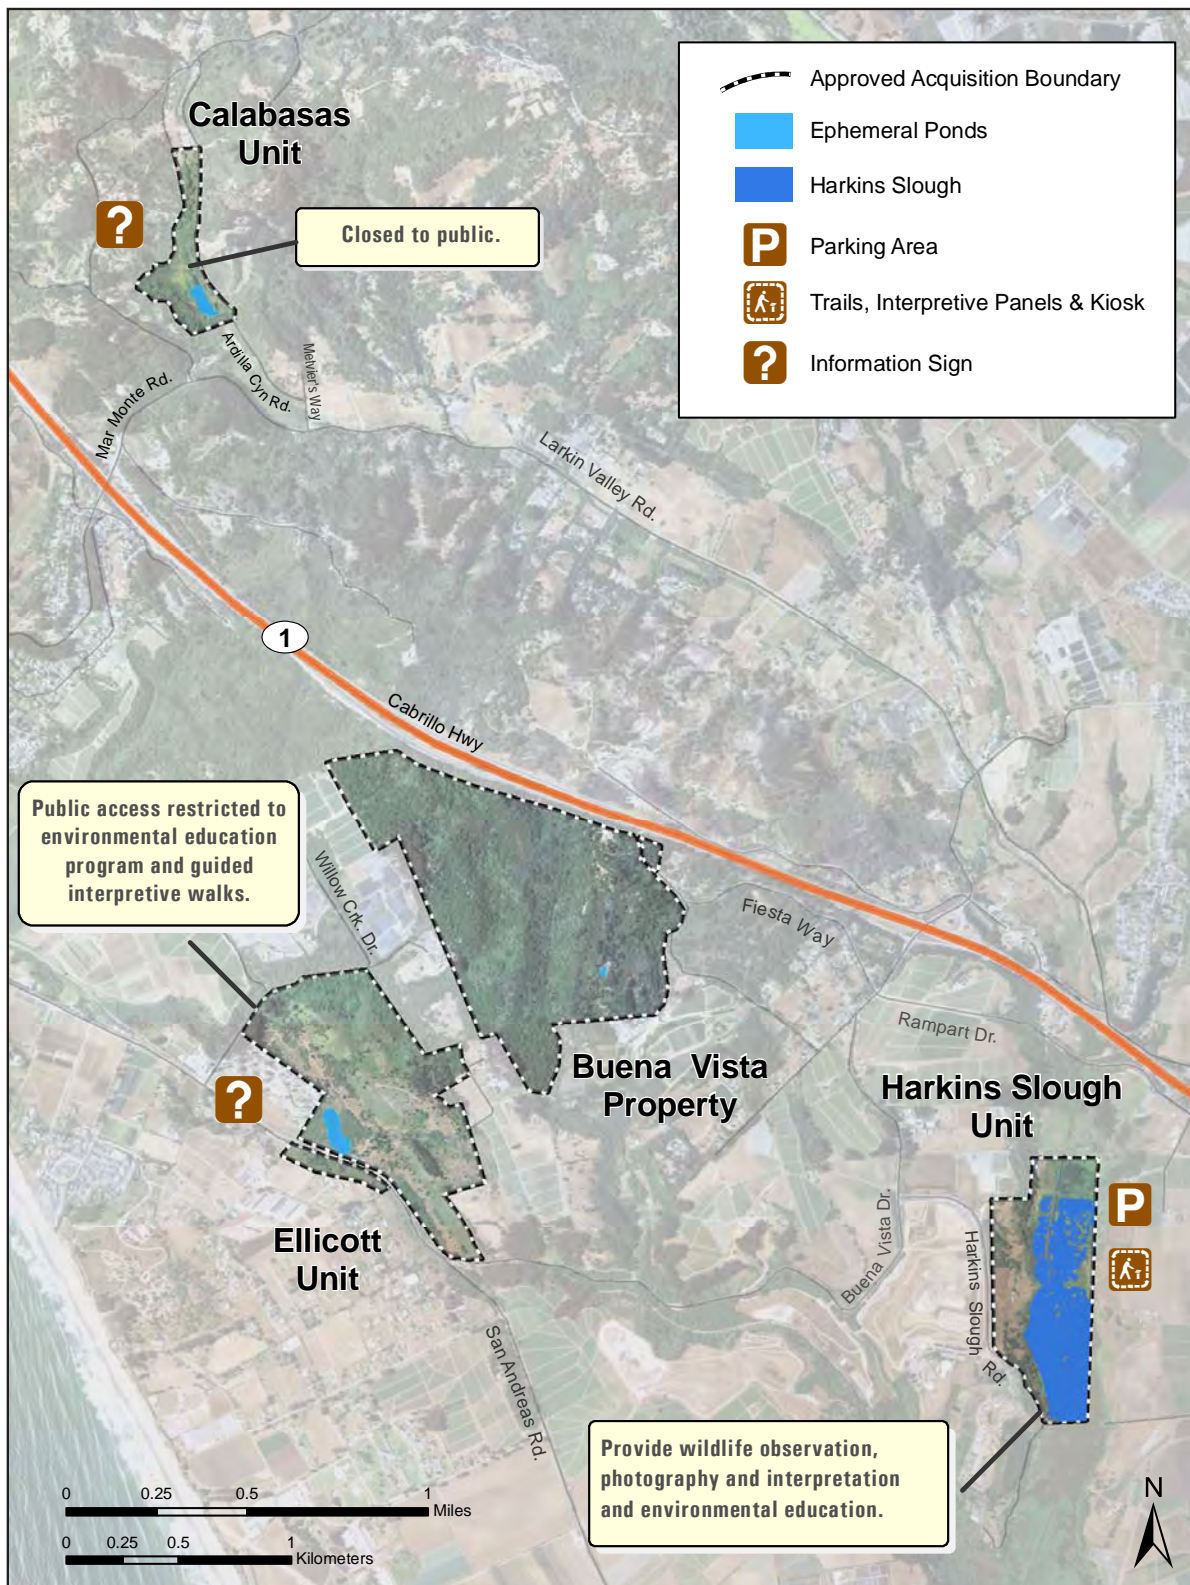 Calabasas
Unit
Closed to public.
Approved Acquisition Boundary
Ephemeral Ponds
Harkins Slough
P
Parking Area
Trails, Interpretive Panels & Kiosk
?
Information Sign
?
Ardilla Cyn Rd.
Melvier's Way
Mar Monte Rd.
Larkin Valley Rd.
1
Cabrillo Hwy
Public access restricted to
environmental education
program and guided
interpretive walks.
Willow Crk. Dr.
Fiesta Way
Rampart Dr.
Buena Vista
Property
Harkins Slough
Unit
?
P
Ellicott
Unit
Buena Vista Dr.
Harkins Slough Rd.
San Andreas Rd.
Provide wildlife observation,
photography and interpretation
and environmental education.
0 0.25 0.5 1
Miles
0 0.25 0.5 1
Kilometers
N